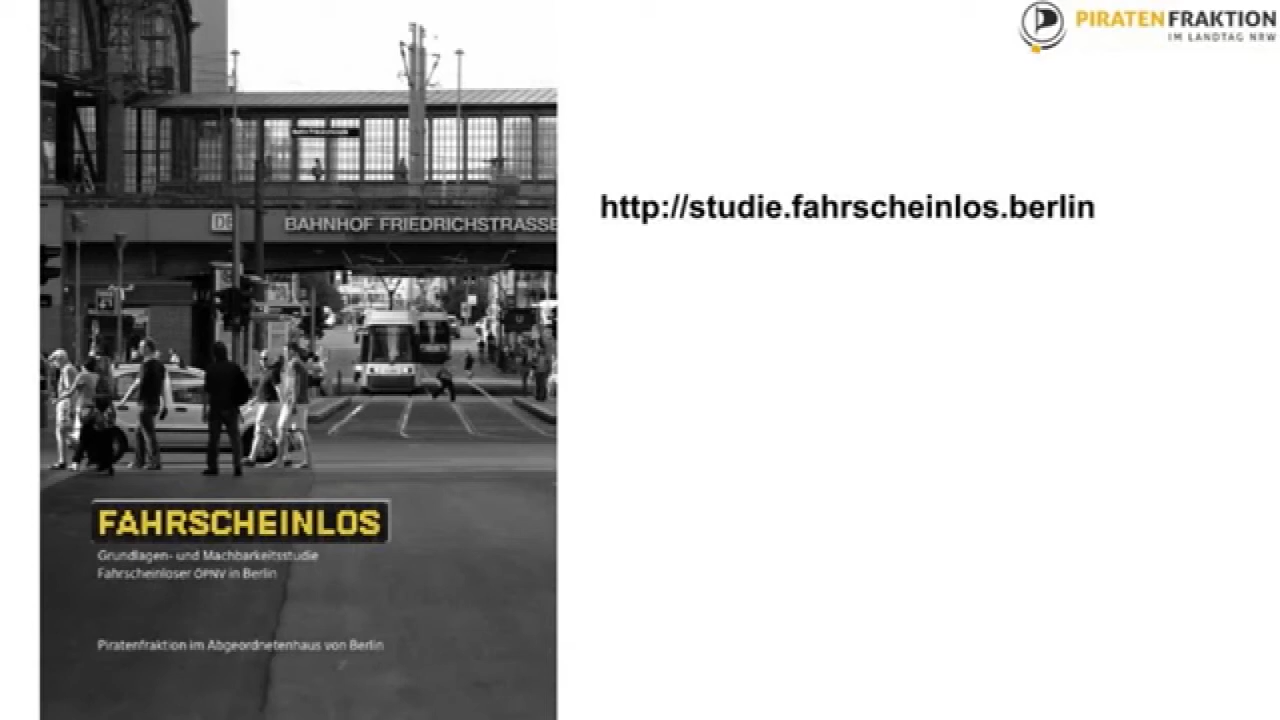 PIRATENFRAKTION
IM LANDTAG NRW
http://studie.fahrscheinlos.berlin
DB BAHNHOF FRIEDRICHSTRASSE
FAHRSCHEINLOS
Grundlagen- und Machbarkeitsstudie
Fahrscheinloser ÖPNV in Berlin
Piratenfraktion im Abgeordnetenhaus von Berlin